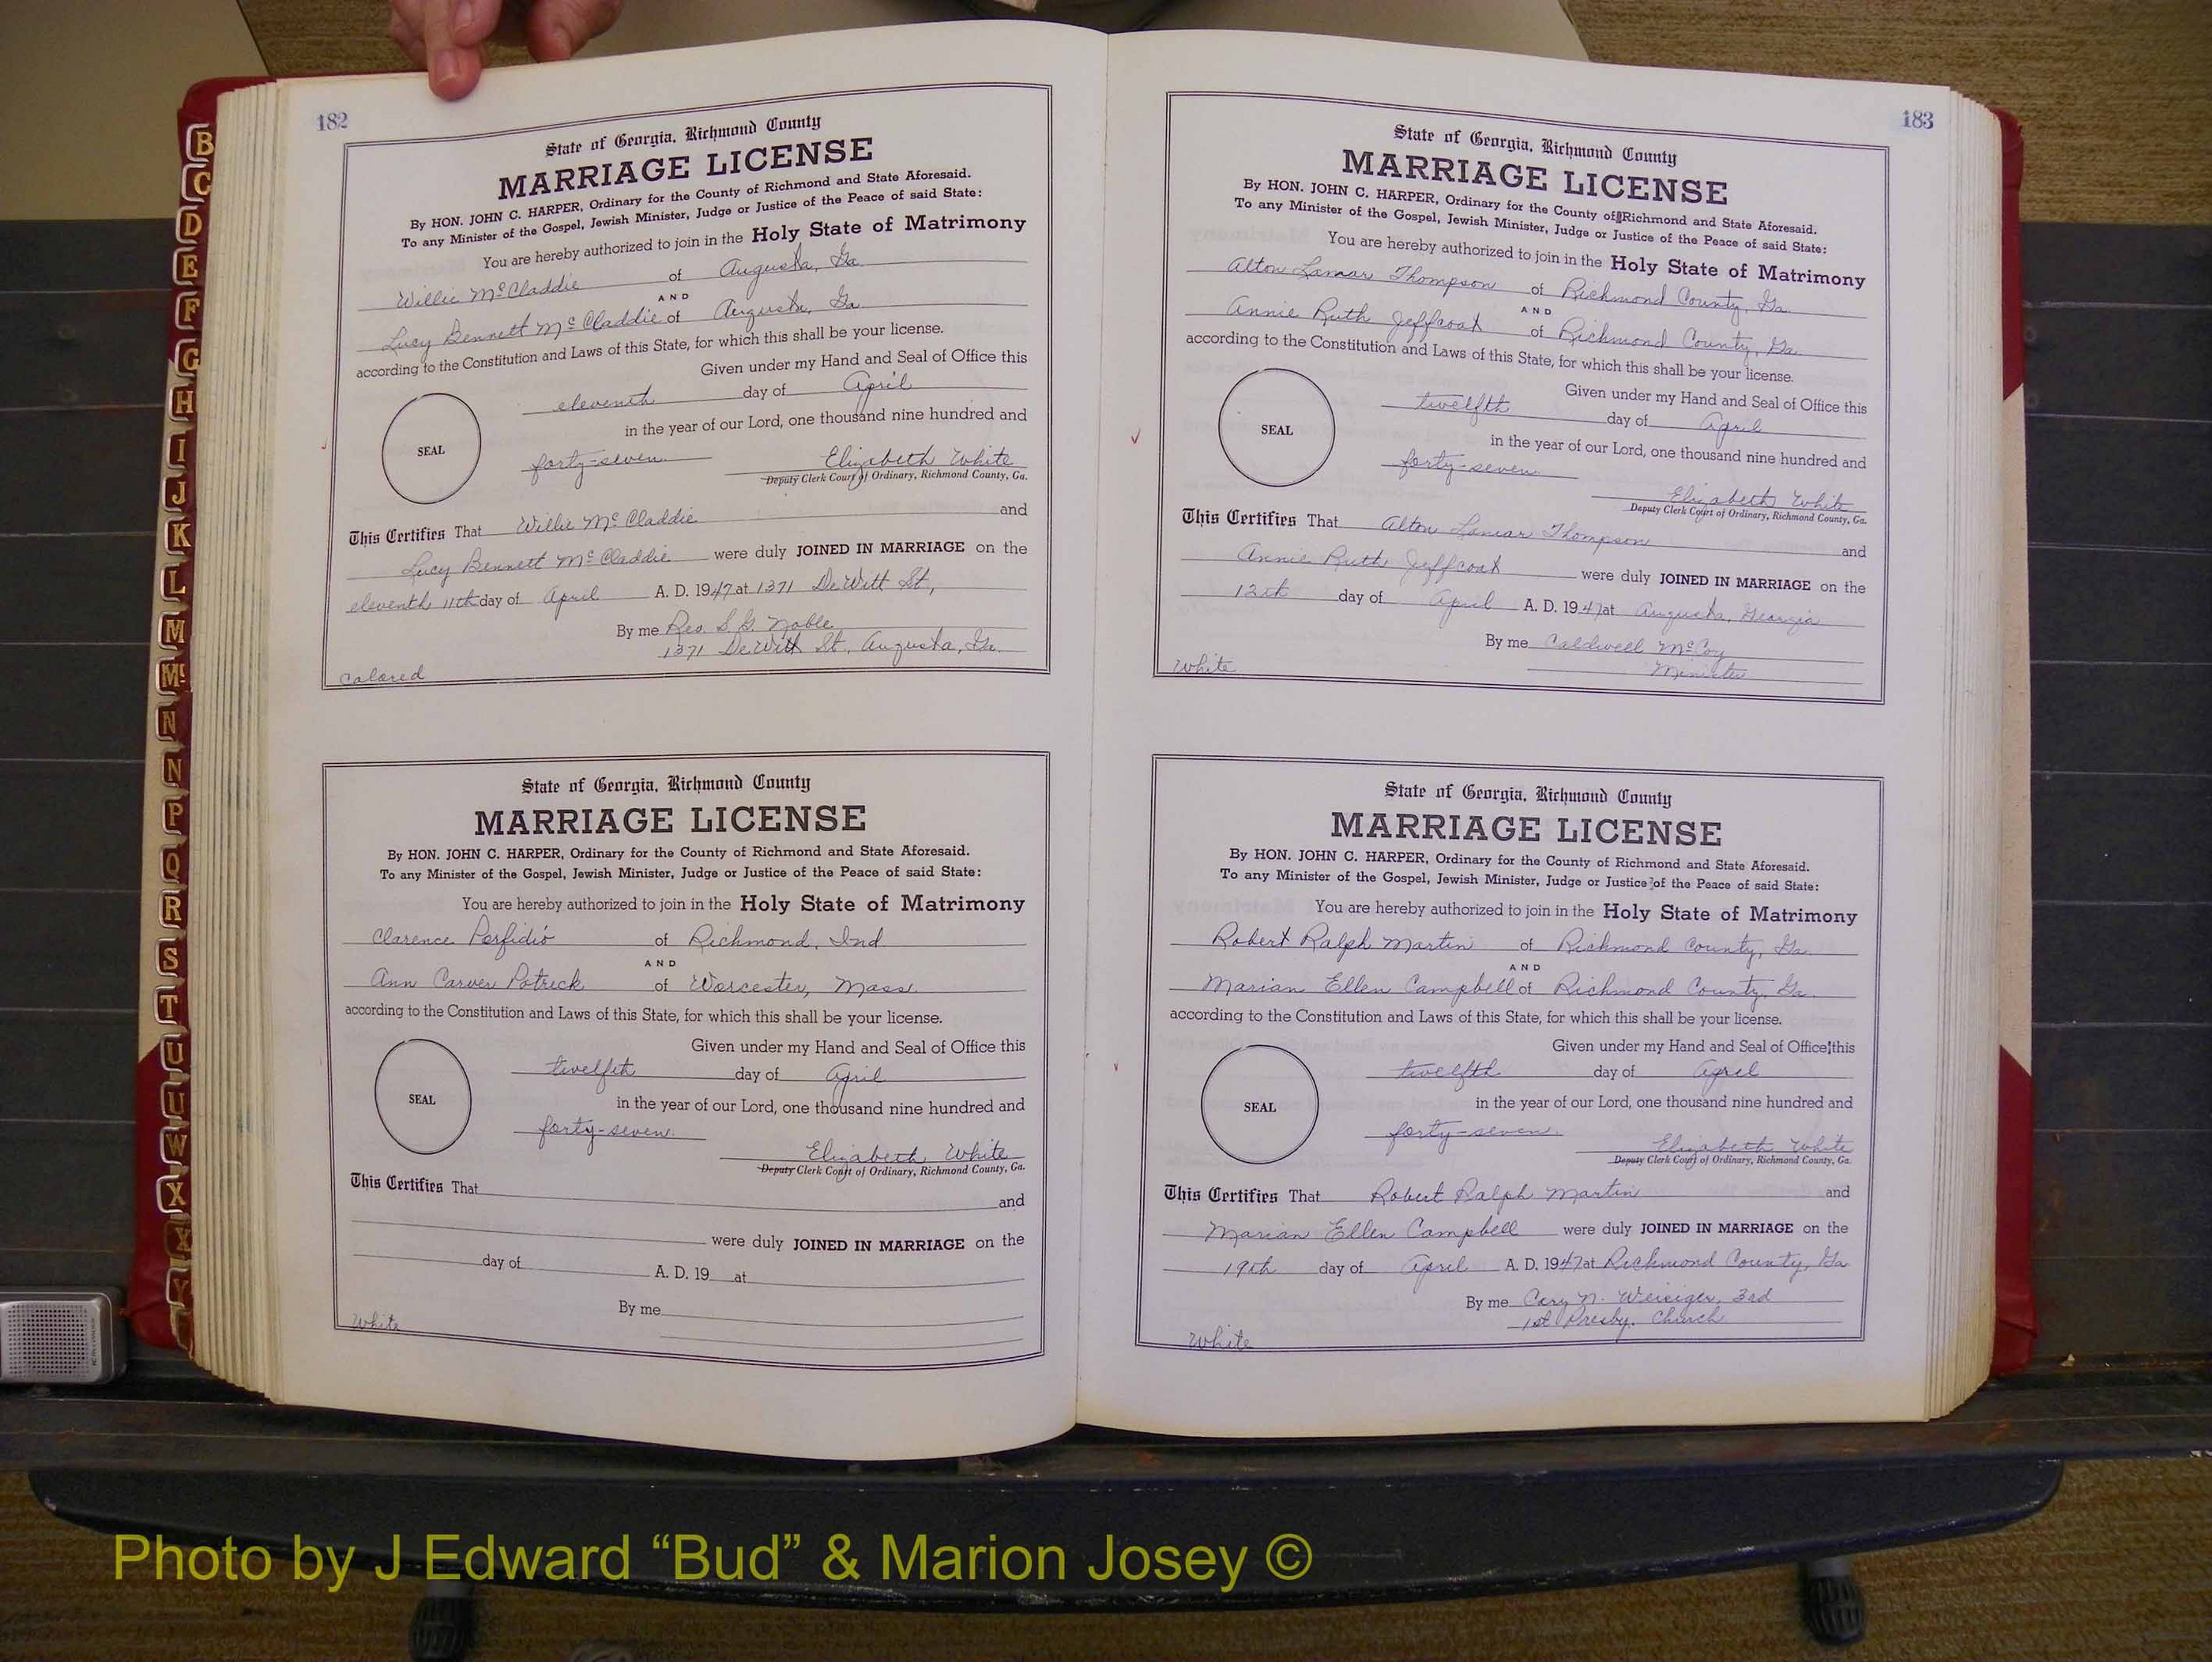 B
C
D
E
F
G
H
I
J
K
L
M
Mc
N
N
P
Q
R
S
T
U
U
W
X
Y
182
State of Georgia, Richmond County
MARRIAGE LICENSE
By HON. JOHN C. HARPER, Ordinary for the County of Richmond and State Aforesaid.
To any Minister of the Gospel, Jewish Minister, Judge or Justice of the Peace of said State:
You are hereby authorized to join in the Holy State of Matrimony
Willie McCladdie of Augusta, Ga.
AND
Lucy Bennett McCladdie of Augusta, Ga.
according to the Constitution and Laws of this State, for which this shall be your license.
Given under my Hand and Seal of Office this
eleventh day of April
in the year of our Lord, one thousand nine hundred and
SEAL
forty-seven. Elizabeth White
Deputy Clerk Court of Ordinary, Richmond County, Ga.
This Certifies That Willie McCladdie and
Lucy Bennett McCladdie were duly JOINED IN MARRIAGE on the
eleventh 11th day of April A. D. 1947 at 1371 DeWitt St,
By me Rev. S. G. Noble
1371 DeWitt St., Augusta, Ga.
Colored
State of Georgia, Richmond County
MARRIAGE LICENSE
By HON. JOHN C. HARPER, Ordinary for the County of Richmond and State Aforesaid.
To any Minister of the Gospel, Jewish Minister, Judge or Justice of the Peace of said State:
You are hereby authorized to join in the Holy State of Matrimony
Clarence Perfidio of Richmond, Ind
AND
Ann Carver Potreck of Worcester, Mass.
according to the Constitution and Laws of this State, for which this shall be your license.
Given under my Hand and Seal of Office this
twelfth day of April
SEAL
in the year of our Lord, one thousand nine hundred and
forty-seven. Elizabeth White
Deputy Clerk Court of Ordinary, Richmond County, Ga.
This Certifies That and
were duly JOINED IN MARRIAGE on the
day of A. D. 19 at
By me
White
183
State of Georgia, Richmond County
MARRIAGE LICENSE
By HON. JOHN C. HARPER, Ordinary for the County of Richmond and State Aforesaid.
To any Minister of the Gospel, Jewish Minister, Judge or Justice of the Peace of said State:
You are hereby authorized to join in the Holy State of Matrimony
Alton Lamar Thompson of Richmond County, Ga.
AND
Annie Ruth Jeffcoat of Richmond County, Ga.
according to the Constitution and Laws of this State, for which this shall be your license.
Given under my Hand and Seal of Office this
twelfth day of April
SEAL
in the year of our Lord, one thousand nine hundred and
forty-seven. Elizabeth White
Deputy Clerk Court of Ordinary, Richmond County, Ga.
This Certifies That Alton Lamar Thompson and
Annie Ruth Jeffcoat were duly JOINED IN MARRIAGE on the
12th day of April A. D. 1947 at Augusta, Georgia
By me Caldwell McCoy
Minister
White
State of Georgia, Richmond County
MARRIAGE LICENSE
By HON. JOHN C. HARPER, Ordinary for the County of Richmond and State Aforesaid.
To any Minister of the Gospel, Jewish Minister, Judge or Justice of the Peace of said State:
You are hereby authorized to join in the Holy State of Matrimony
Robert Ralph Martin of Richmond County, Ga.
AND
Marian Ellen Campbell of Richmond County, Ga.
according to the Constitution and Laws of this State, for which this shall be your license.
Given under my Hand and Seal of Office this
twelfth day of April
SEAL
in the year of our Lord, one thousand nine hundred and
forty-seven. Elizabeth White
Deputy Clerk Court of Ordinary, Richmond County, Ga.
This Certifies That Robert Ralph Martin and
Marian Ellen Campbell were duly JOINED IN MARRIAGE on the
19th day of April A. D. 1947 at Richmond County, Ga
By me Cary N. Weisiger, 3rd
1st Presby. Church
White
Photo by J Edward “Bud” & Marion Josey ©